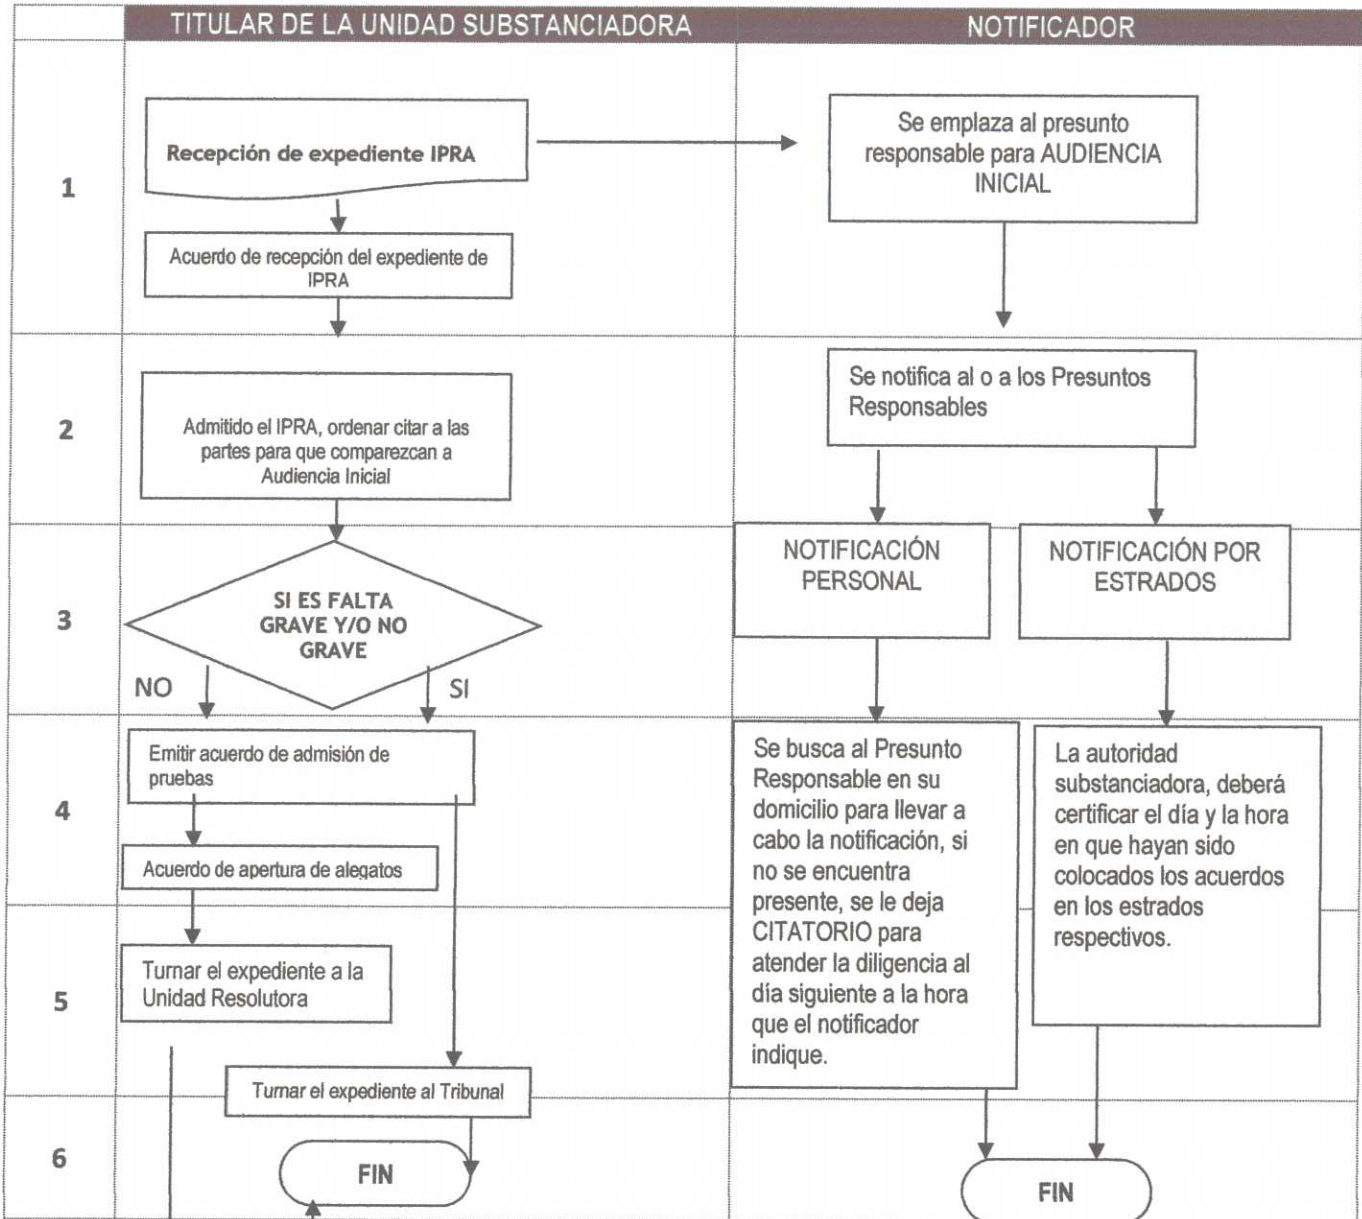 TITULAR DE LA UNIDAD SUBSTANCIADORA
NOTIFICADOR
1
Recepción de expediente IPRA
Acuerdo de recepción del expediente de
IPRA
Se emplaza al presunto
responsable para AUDIENCIA
INICIAL
2
Admitido el IPRA, ordenar citar a las
partes para que comparezcan a
Audiencia Inicial
Se notifica al o a los Presuntos
Responsables
3
SI ES FALTA
GRAVE Y/O NO
GRAVE
NO
SI
NOTIFICACIÓN
PERSONAL
NOTIFICACIÓN POR
ESTRADOS
4
Emitir acuerdo de admisión de
pruebas
Acuerdo de apertura de alegatos
Se busca al Presunto
Responsable en su
domicilio para llevar a
cabo la notificación, si
no se encuentra
presente, se le deja
CITATORIO para
atender la diligencia al
día siguiente a la hora
que el notificador
indique.
La autoridad
substanciadora, deberá
certificar el día y la hora
en que hayan sido
colocados los acuerdos
en los estrados
respectivos.
5
Turnar el expediente a la
Unidad Resolutora
Turnar el expediente al Tribunal
6
FIN
FIN